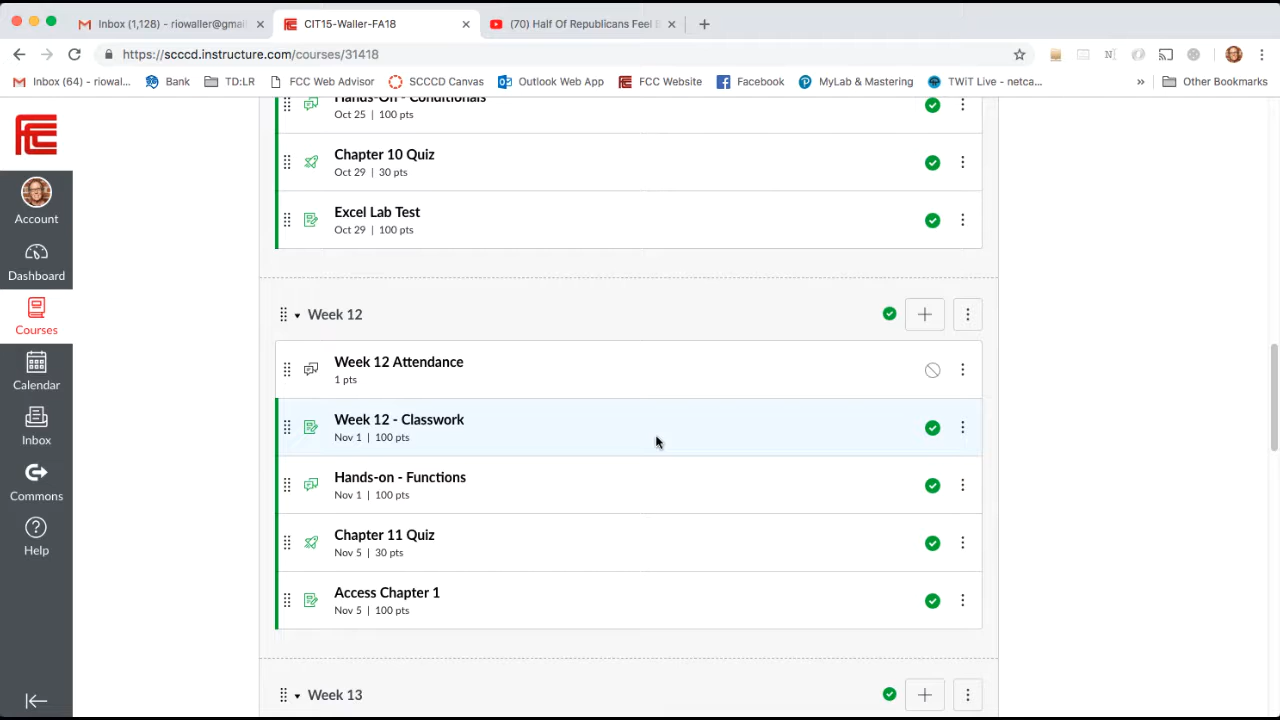 Inbox (1,128) - riowaller@gmai
CIT15-Waller-FA18
(70) Half Of Republicans Feel B
https://scccd.instructure.com/courses/31418
Inbox (64) - riowal...
Bank
TD:LR
FCC Web Advisor
SCCCD Canvas
Outlook Web App
FCC Website
Facebook
MyLab & Mastering
TWiT Live - netca...
»
Other Bookmarks
FCC
Account
Dashboard
Courses
Calendar
Inbox
Commons
Help
Hands-On - Conditionals
Oct 25 | 100 pts
Chapter 10 Quiz
Oct 29 | 30 pts
Excel Lab Test
Oct 29 | 100 pts
Week 12
Week 12 Attendance
1 pts
Week 12 - Classwork
Nov 1 | 100 pts
Hands-on - Functions
Nov 1 | 100 pts
Chapter 11 Quiz
Nov 5 | 30 pts
Access Chapter 1
Nov 5 | 100 pts
Week 13